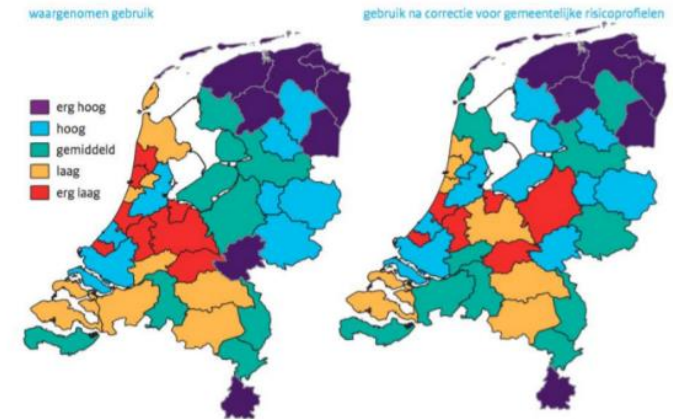 waargenomen gebruik
gebruik na correctie voor gemeentelijke risicoprofielen
erg hoog
hoog
gemiddeld
laag
erg laag